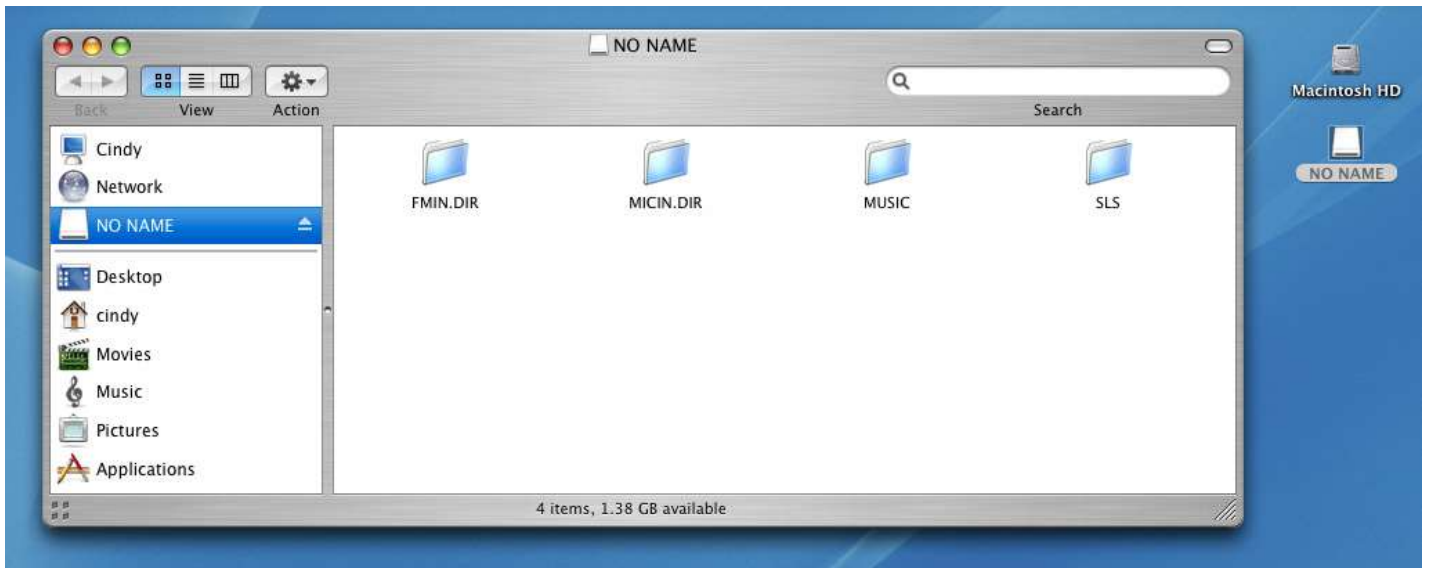 NO NAME
Back View Action Search
Cindy
Network
NO NAME
Desktop
cindy
Movies
Music
Pictures
Applications
FMIN.DIR MICIN.DIR MUSIC SLS
4 items, 1.38 GB available
Macintosh HD
NO NAME